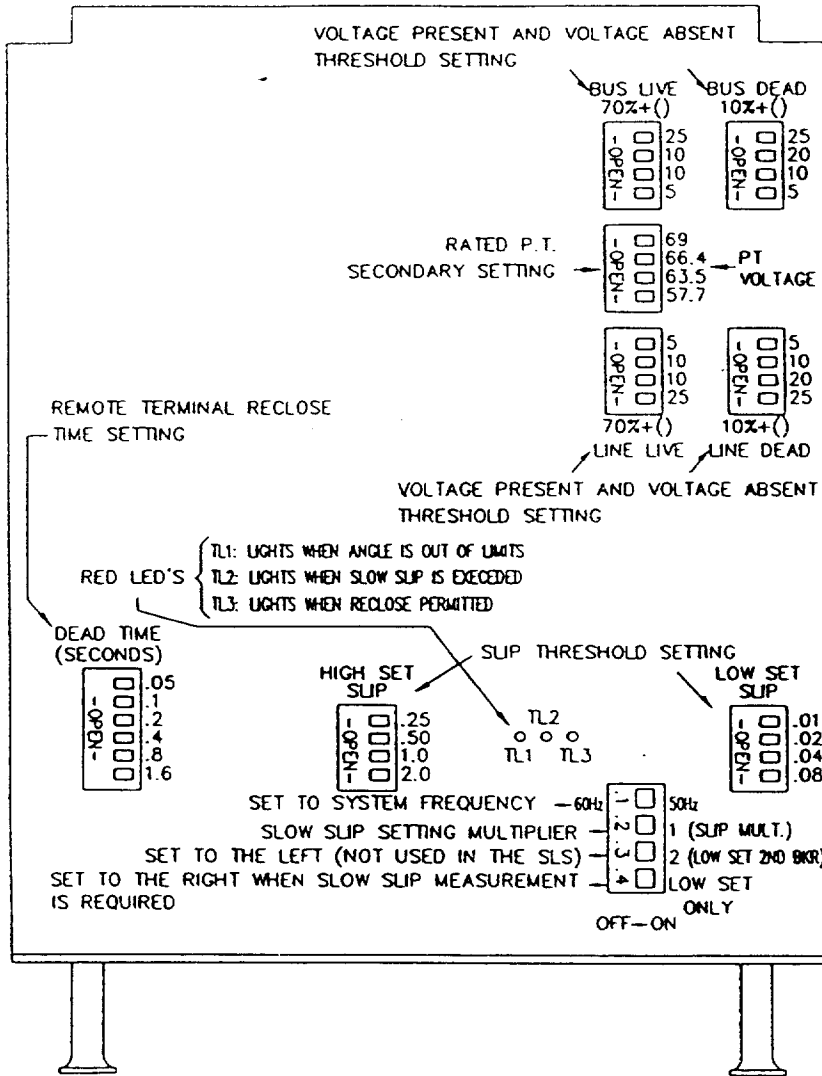 VOLTAGE PRESENT AND VOLTAGE ABSENT
THRESHOLD SETTING
BUS LIVE
70%+()
BUS DEAD
10%+()
-OPEN-
25
10
10
5
-OPEN-
25
20
10
5
RATED P.T.
SECONDARY SETTING
-OPEN-
69
66.4
63.5
57.7
PT
VOLTAGE
-OPEN-
5
10
10
25
-OPEN-
5
10
20
25
70%+()
LINE LIVE
10%+()
LINE DEAD
VOLTAGE PRESENT AND VOLTAGE ABSENT
THRESHOLD SETTING
REMOTE TERMINAL RECLOSE
TIME SETTING
RED LED'S
TL1: LIGHTS WHEN ANGLE IS OUT OF LIMITS
TL2: LIGHTS WHEN SLOW SLIP IS EXECEDED
TL3: LIGHTS WHEN RECLOSE PERMITTED
DEAD TIME
(SECONDS)
-OPEN-
.05
.1
.2
.4
.8
1.6
SLIP THRESHOLD SETTING
HIGH SET
SLIP
-OPEN-
.25
.50
1.0
2.0
TL2
TL1 TL3
LOW SET
SLIP
-OPEN-
.01
.02
.04
.08
SET TO SYSTEM FREQUENCY
60Hz
.1
50Hz
SLOW SLIP SETTING MULTIPLIER
.2
1 (SLIP MULT.)
SET TO THE LEFT (NOT USED IN THE SLS)
.3
2 (LOW SET 2ND BKR)
SET TO THE RIGHT WHEN SLOW SLIP MEASUREMENT
IS REQUIRED
.4
LOW SET
ONLY
OFF-ON